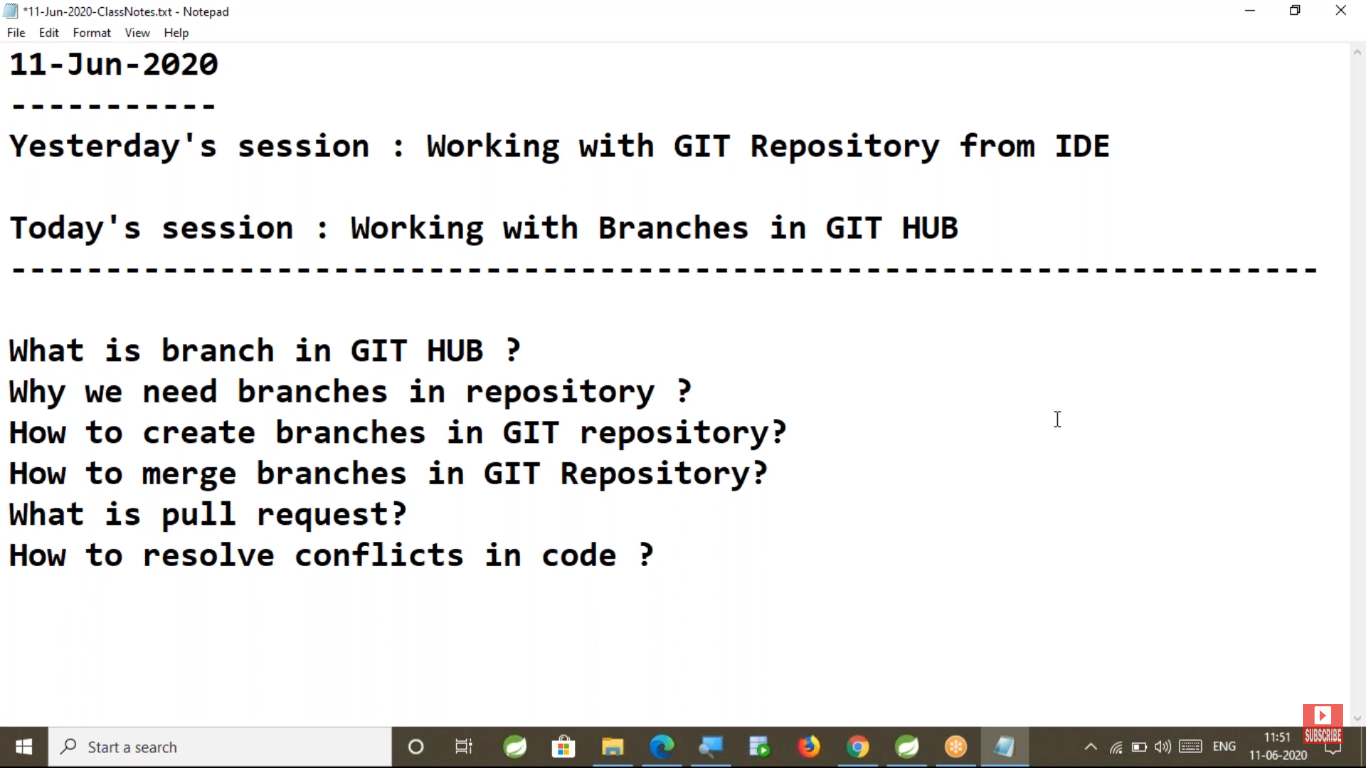 *11-Jun-2020-ClassNotes.txt - Notepad
File Edit Format View Help
11-Jun-2020
-----------
Yesterday's session : Working with GIT Repository from IDE
Today's session : Working with Branches in GIT HUB
---------------------------------------------------------------------
What is branch in GIT HUB ?
Why we need branches in repository ?
How to create branches in GIT repository?
How to merge branches in GIT Repository?
What is pull request?
How to resolve conflicts in code ?
SUBSCRIBE
Start a search
ENG
11:51
11-06-2020